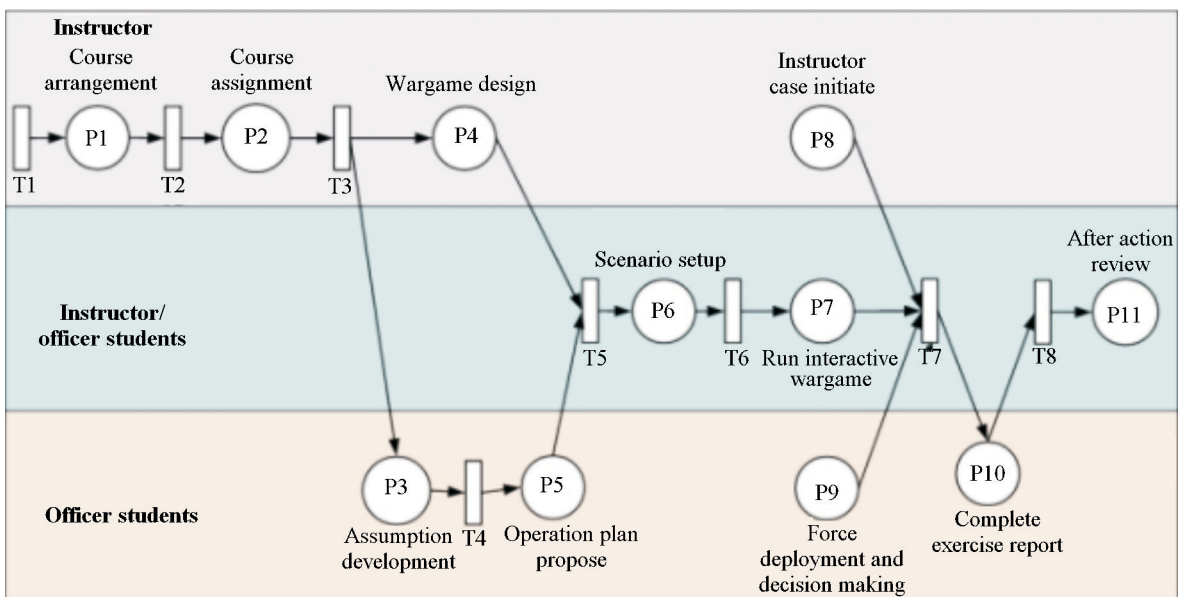 Instructor
Course
arrangement
Course
assignment
Wargame design
Instructor
case initiate
P1
P2
P4
P8
T1
T2
T3
After action
review
Scenario setup
Instructor/
officer students
P6
P7
P11
T5
T6
Run interactive
wargame
T7
T8
P3
P5
P9
P10
Officer students
Assumption
development
T4
Operation plan
propose
Force
deployment and
decision making
Complete
exercise report